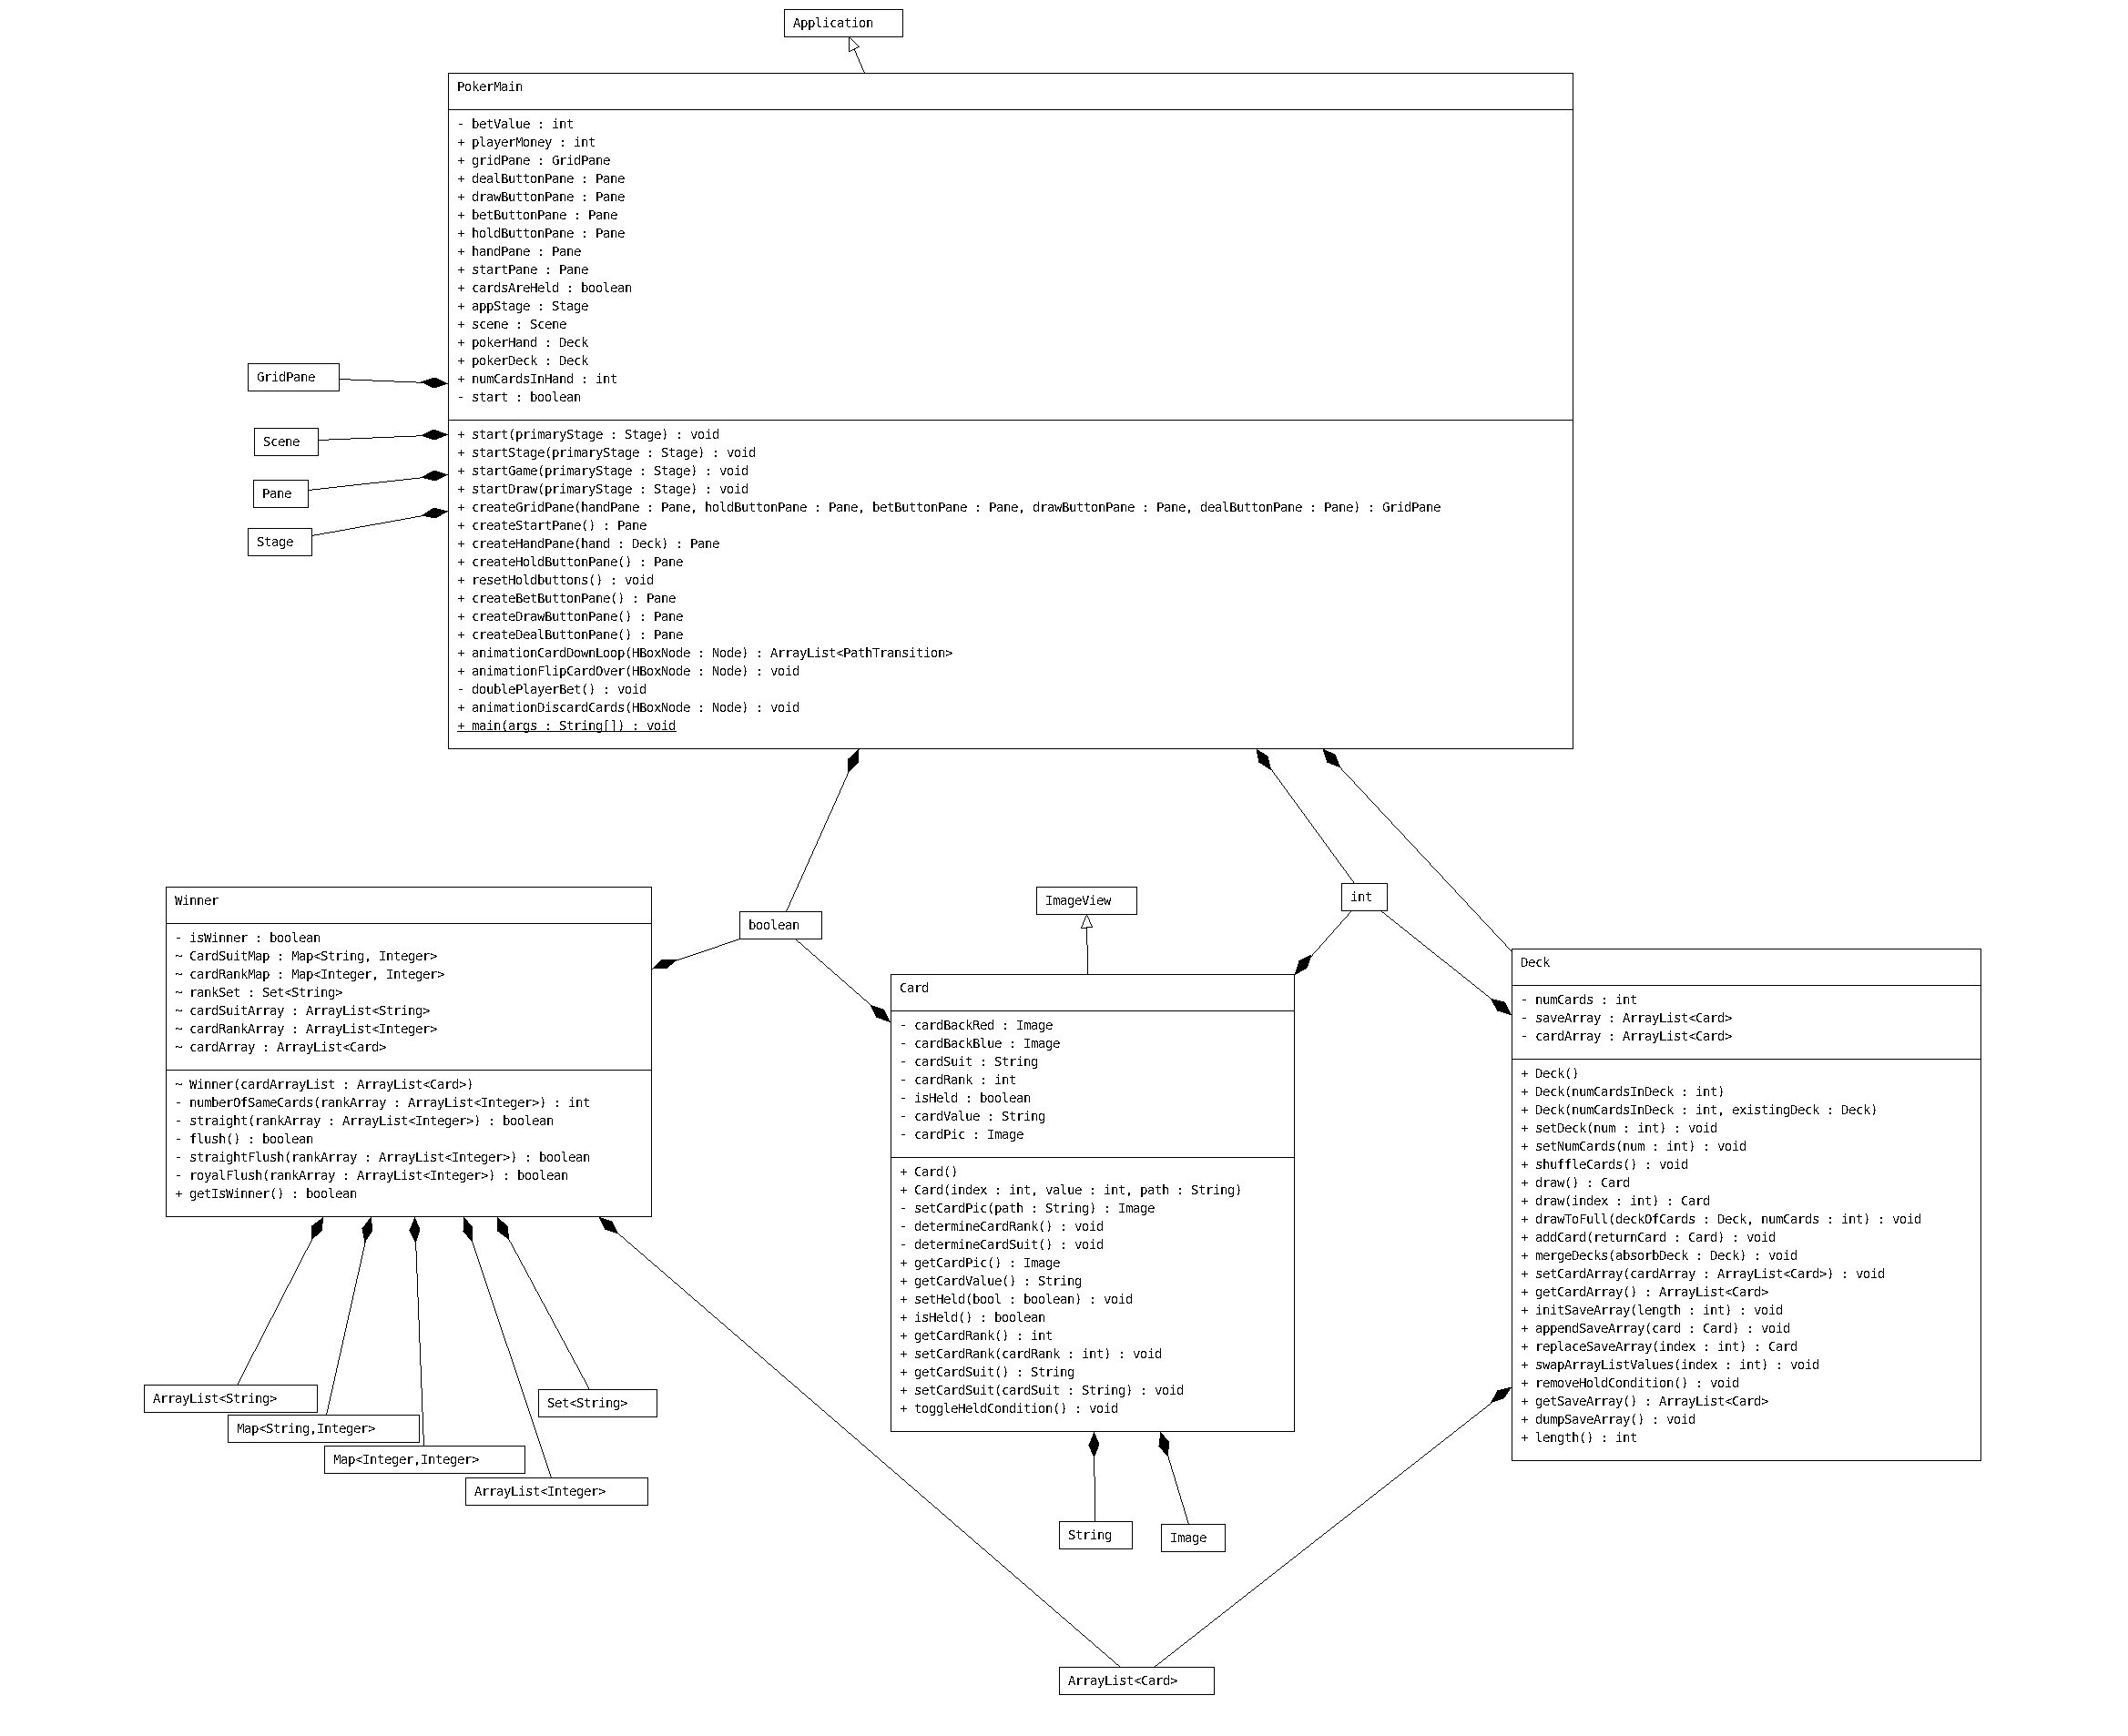 Application
PokerMain
- betValue : int
+ playerMoney : int
+ gridPane : GridPane
+ dealButtonPane : Pane
+ drawButtonPane : Pane
+ betButtonPane : Pane
+ holdButtonPane : Pane
+ handPane : Pane
+ startPane : Pane
+ cardsAreHeld : boolean
+ appStage : Stage
+ scene : Scene
+ pokerHand : Deck
+ pokerDeck : Deck
+ numCardsInHand : int
- start : boolean
+ start(primaryStage : Stage) : void
+ startStage(primaryStage : Stage) : void
+ startGame(primaryStage : Stage) : void
+ startDraw(primaryStage : Stage) : void
+ createGridPane(handPane : Pane, holdButtonPane : Pane, betButtonPane : Pane, drawButtonPane : Pane, dealButtonPane : Pane) : GridPane
+ createStartPane() : Pane
+ createHandPane(hand : Deck) : Pane
+ createHoldButtonPane() : Pane
+ resetHoldbuttons() : void
+ createBetButtonPane() : Pane
+ createDrawButtonPane() : Pane
+ createDealButtonPane() : Pane
+ animationCardDownLoop(HBoxNode : Node) : ArrayList<PathTransition>
+ animationFlipCardOver(HBoxNode : Node) : void
- doublePlayerBet() : void
+ animationDiscardCards(HBoxNode : Node) : void
+ main(args : String[]) : void
GridPane
Scene
Pane
Stage
Winner
- isWinner : boolean
~ CardSuitMap : Map<String, Integer>
~ cardRankMap : Map<Integer, Integer>
~ rankSet : Set<String>
~ cardSuitArray : ArrayList<String>
~ cardRankArray : ArrayList<Integer>
~ cardArray : ArrayList<Card>
~ Winner(cardArrayList : ArrayList<Card>)
- numberOfSameCards(rankArray : ArrayList<Integer>) : int
- straight(rankArray : ArrayList<Integer>) : boolean
- flush() : boolean
- straightFlush(rankArray : ArrayList<Integer>) : boolean
- royalFlush(rankArray : ArrayList<Integer>) : boolean
+ getIsWinner() : boolean
boolean
ImageView
int
Card
- cardBackRed : Image
- cardBackBlue : Image
- cardSuit : String
- cardRank : int
- isHeld : boolean
- cardValue : String
- cardPic : Image
+ Card()
+ Card(index : int, value : int, path : String)
- setCardPic(path : String) : Image
- determineCardRank() : void
- determineCardSuit() : void
+ getCardPic() : Image
+ getCardValue() : String
+ setHeld(bool : boolean) : void
+ isHeld() : boolean
+ getCardRank() : int
+ setCardRank(cardRank : int) : void
+ getCardSuit() : String
+ setCardSuit(cardSuit : String) : void
+ toggleHeldCondition() : void
Deck
- numCards : int
- saveArray : ArrayList<Card>
- cardArray : ArrayList<Card>
+ Deck()
+ Deck(numCardsInDeck : int)
+ Deck(numCardsInDeck : int, existingDeck : Deck)
+ setDeck(num : int) : void
+ setNumCards(num : int) : void
+ shuffleCards() : void
+ draw() : Card
+ draw(index : int) : Card
+ drawToFull(deckOfCards : Deck, numCards : int) : void
+ addCard(returnCard : Card) : void
+ mergeDecks(absorbDeck : Deck) : void
+ setCardArray(cardArray : ArrayList<Card>) : void
+ getCardArray() : ArrayList<Card>
+ initSaveArray(length : int) : void
+ appendSaveArray(card : Card) : void
+ replaceSaveArray(index : int) : Card
+ swapArrayListValues(index : int) : void
+ removeHoldCondition() : void
+ getSaveArray() : ArrayList<Card>
+ dumpSaveArray() : void
+ length() : int
ArrayList<String>
Map<String,Integer>
Map<Integer,Integer>
ArrayList<Integer>
Set<String>
String
Image
ArrayList<Card>